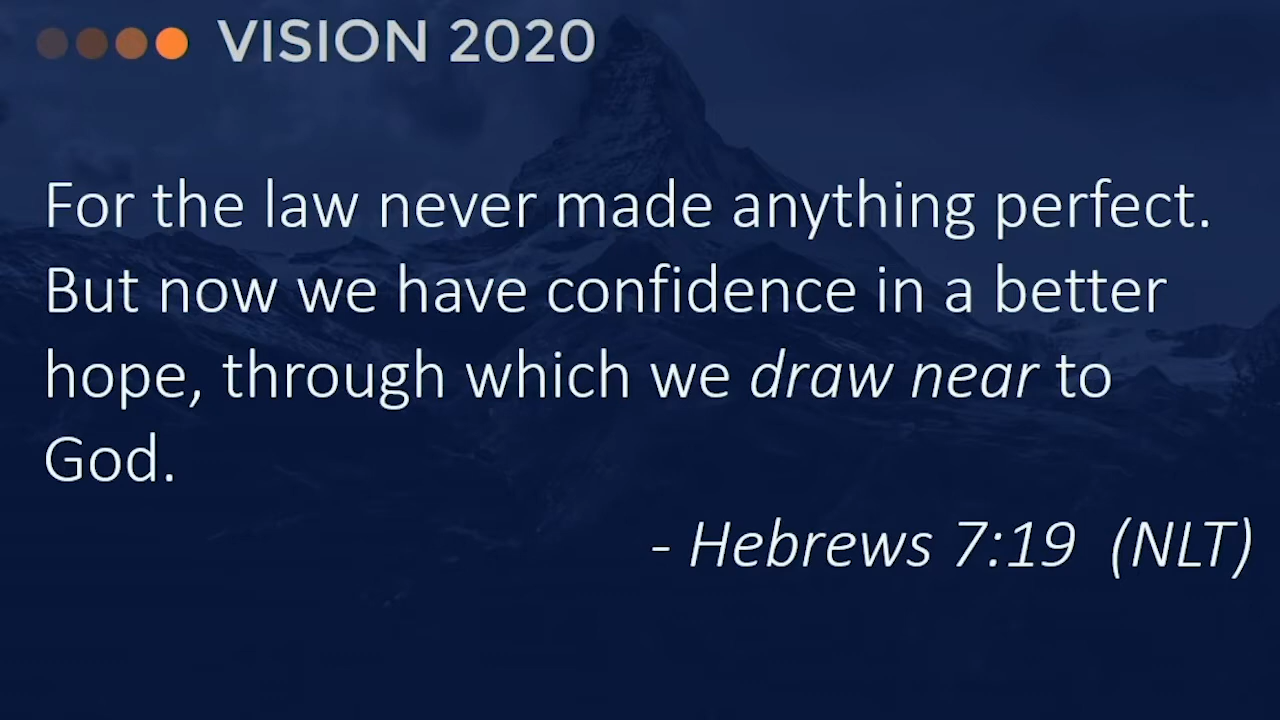 VISION 2020
For the law never made anything perfect.
But now we have confidence in a better
hope, through which we draw near to
God.
- Hebrews 7:19 (NLT)